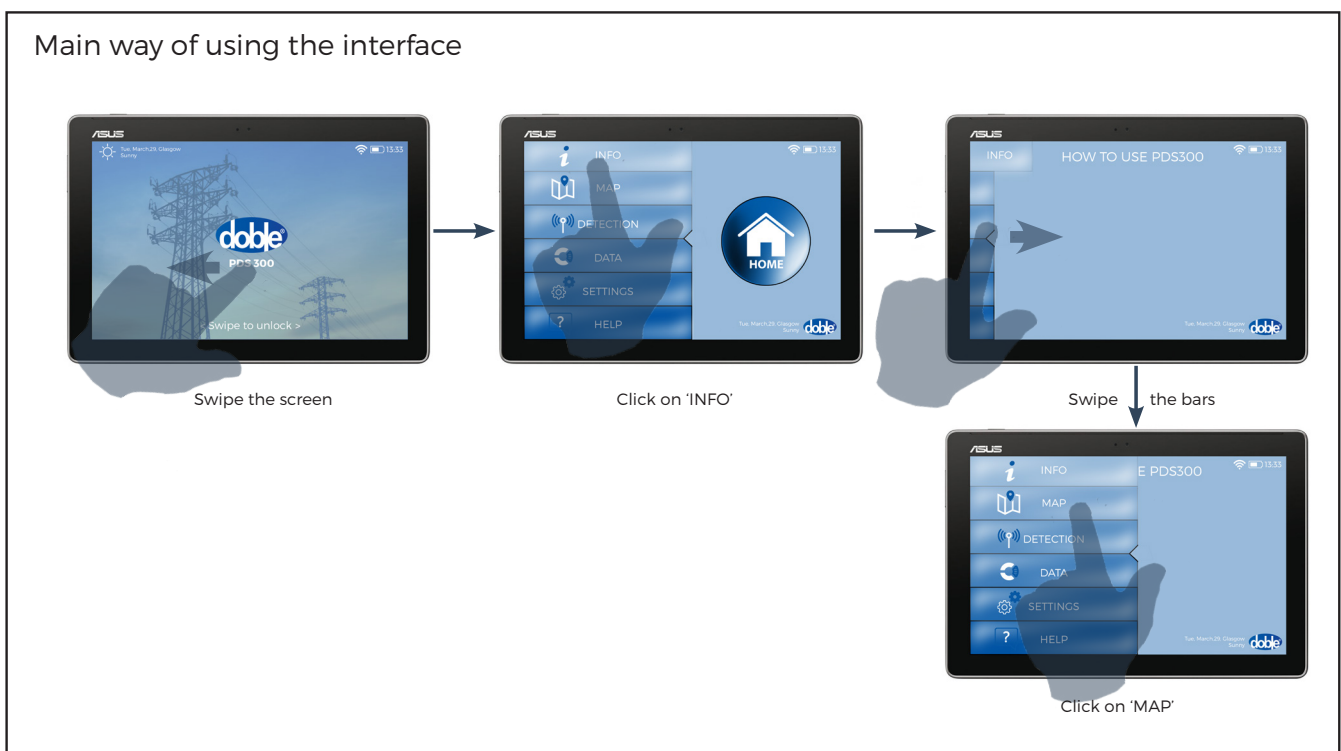 Main way of using the interface
ASUS
Tue, March,29, Glasgow
Sunny
13:33
doble
PDS 300
< Swipe to unlock >
Swipe the screen
ASUS
INFO
13:33
MAP
DETECTION
DATA
HOME
SETTINGS
HELP
Tue, March,29, Glasgow
Sunny
doble
Click on ‘INFO’
ASUS
INFO
HOW TO USE PDS300
13:33
Tue, March,29, Glasgow
Sunny
doble
Swipe the bars
ASUS
INFO
E PDS300
13:33
MAP
DETECTION
DATA
SETTINGS
? HELP
Tue, March,29, Glasgow
Sunny
doble
Click on ‘MAP’